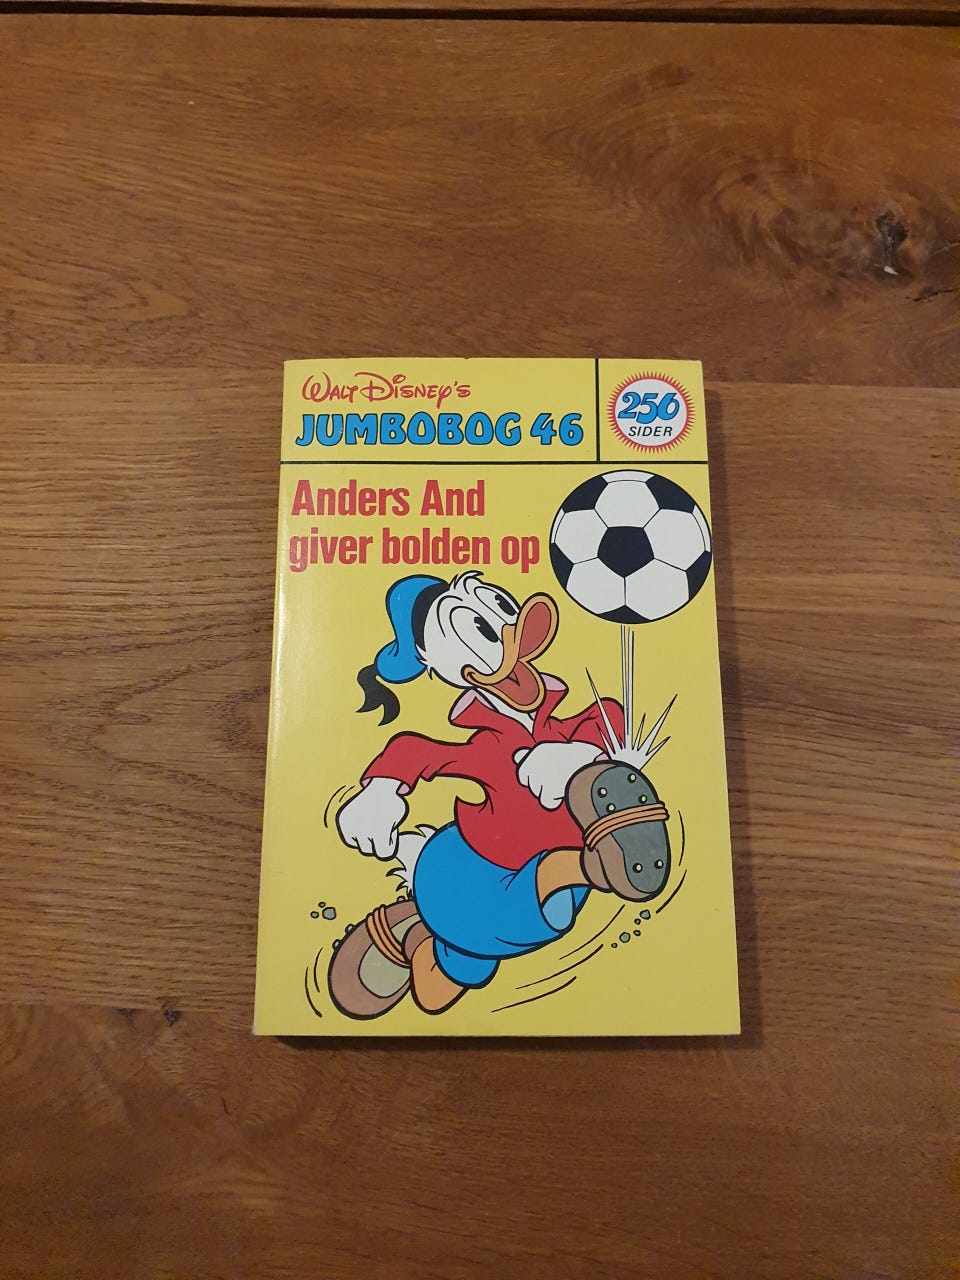 Walt Disney's
JUMBOBOG 46
256
SIDER
Anders And
giver bolden op